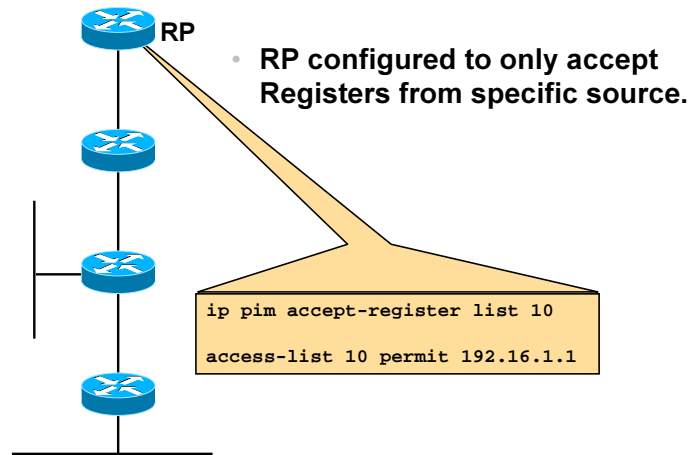 RP
• RP configured to only accept
Registers from specific source.
ip pim accept-register list 10
access-list 10 permit 192.16.1.1